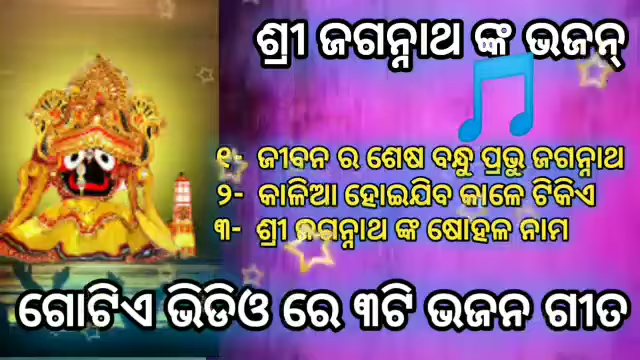 ଶ୍ରୀ ଜଗନ୍ନାଥ ଙ୍କ ଭଜନ୍
୧- ଜୀବନ ର ଶେଷ ବନ୍ଧୁ ପ୍ରଭୁ ଜଗନ୍ନାଥ
୨- କାଳିଆ ହୋଇଯିବ କାଳେ ଟିକିଏ
୩- ଶ୍ରୀ ଜଗନ୍ନାଥ ଙ୍କ ଷୋହଳ ନାମ
ଗୋଟିଏ ଭିଡିଓ ରେ ୩ଟି ଭଜନ ଗୀତ